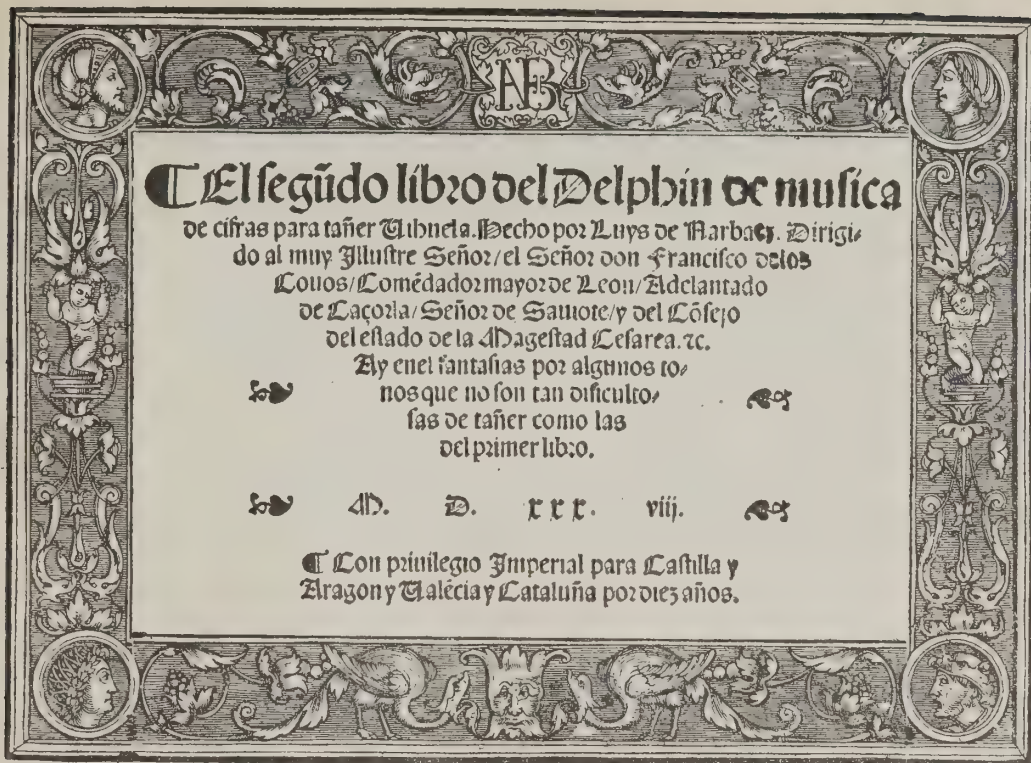 ¶ El segũdo libro del Delphin de musica
de cifras para tañer Uihuela. Hecho por Luys de Narbaez. Dirigi-
do al muy Illustre Señor/el Señor don Francisco delos
Couos/Comẽdador mayor de Leon/Adelantado
de Caçorla/Señor de Sauiote/y del Cõsejo
del estado de la Magestad Cesarea. ⁊c.
Ay enel fantasias por algunos to-
nos que no son tan dificulto-
sas de tañer como las
del primer libro.
M. D. xxx. viij.
¶ Con priuilegio Imperial para Castilla y
Aragon y Ualẽcia y Cataluña por diez años.